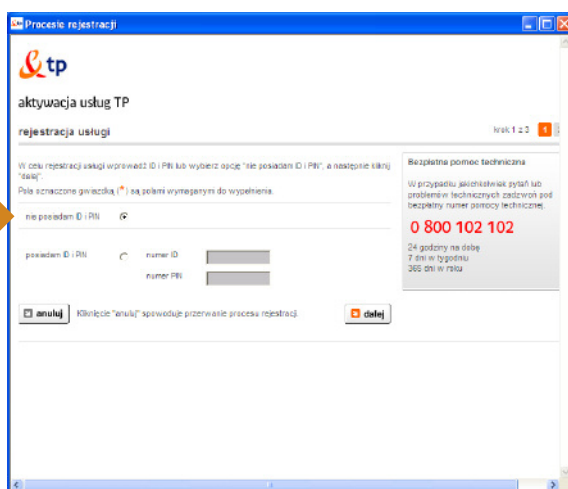 Procesie rejestracji
tp
aktywacja usług TP
rejestracja usługi
krok 1 z 3 1
W celu rejestracji usługi wprowadź ID i PIN lub wybierz opcję "nie posiadam ID i PIN", a następnie kliknij
"dalej".
Pola oznaczone gwiazdką (*) są polami wymaganym do wypełnienia.
nie posiadam ID i PIN
posiadam ID i PIN
numer ID
numer PIN
anuluj
Kliknięcie "anuluj" spowoduje przerwanie procesu rejestracji.
dalej
Bezpłatna pomoc techniczna
W przypadku jakichkolwiek pytań lub
problemów technicznych zadzwoń pod
bezpłatny numer pomocy technicznej.
0 800 102 102
24 godziny na dobę
7 dni w tygodniu
365 dni w roku